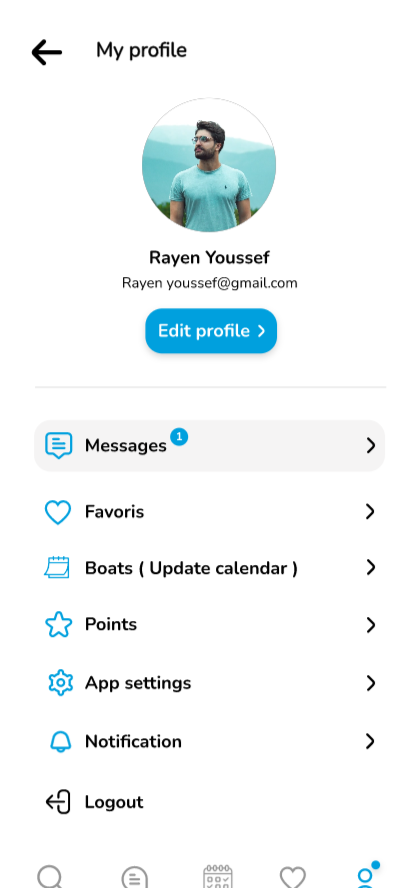 My profile
Rayen Youssef
Rayen youssef@gmail.com
Edit profile
Messages 1
Favoris
Boats ( Update calendar )
Points
App settings
Notification
Logout